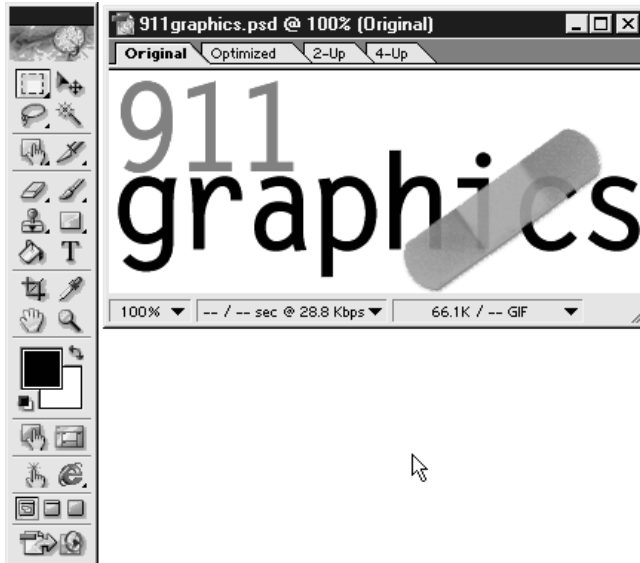 911graphics.psd @ 100% (Original)
Original Optimized 2-Up 4-Up
911
graphics
100% -- / -- sec @ 28.8 Kbps 66.1K / -- GIF
T